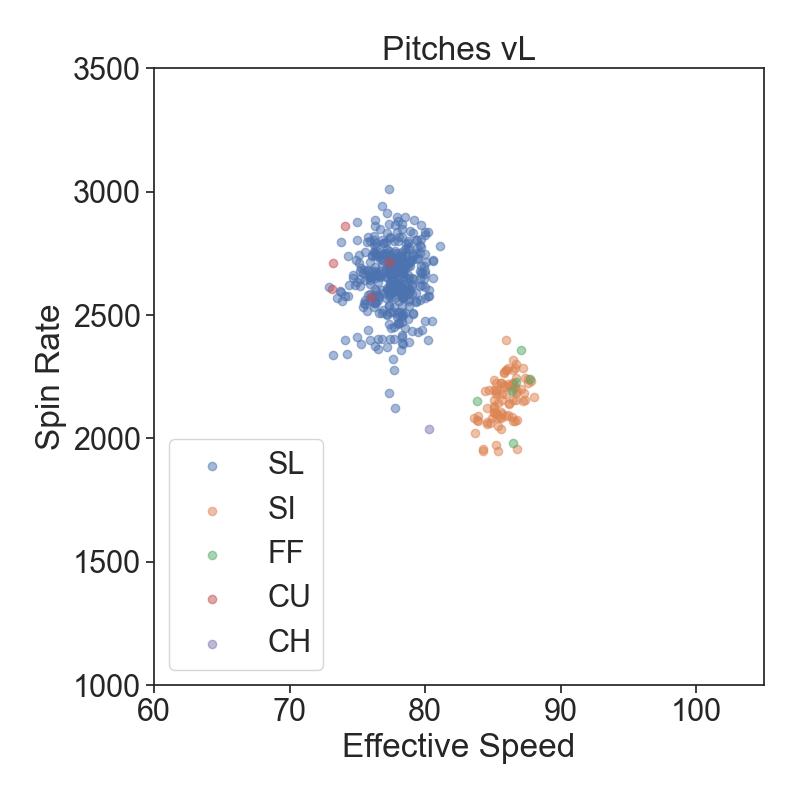 Pitches vL
3500
3000
2500
2000
1500
1000
Spin Rate
SL
SI
FF
CU
CH
60 70 80 90 100
Effective Speed